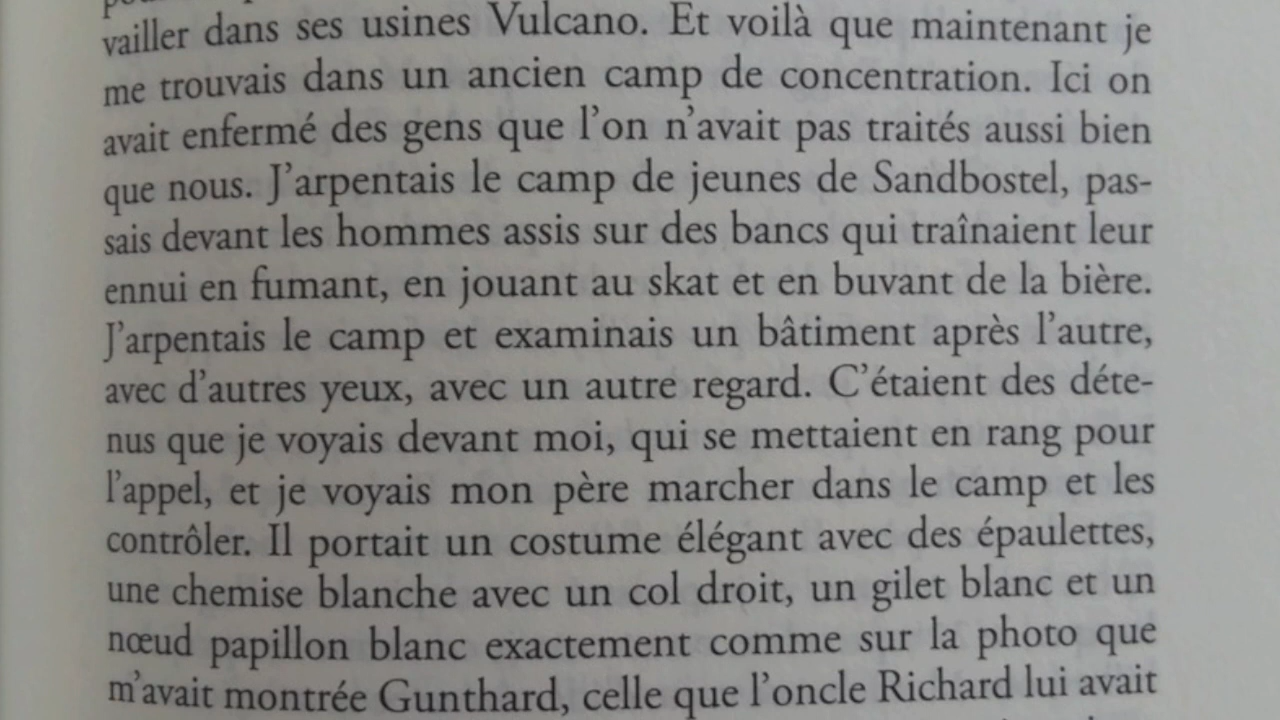 vailler dans ses usines Vulcano. Et voilà que maintenant je
me trouvais dans un ancien camp de concentration. Ici on
avait enfermé des gens que l'on n'avait pas traités aussi bien
que nous. J'arpentais le camp de jeunes de Sandbostel, pas-
sais devant les hommes assis sur des bancs qui traînaient leur
ennui en fumant, en jouant au skat et en buvant de la bière.
J'arpentais le camp et examinais un bâtiment après l'autre,
avec d'autres yeux, avec un autre regard. C'étaient des déte-
nus que je voyais devant moi, qui se mettaient en rang pour
l'appel, et je voyais mon père marcher dans le camp et les
contrôler. Il portait un costume élégant avec des épaulettes,
une chemise blanche avec un col droit, un gilet blanc et un
nœud papillon blanc exactement comme sur la photo que
m'avait montrée Gunthard, celle que l'oncle Richard lui avait